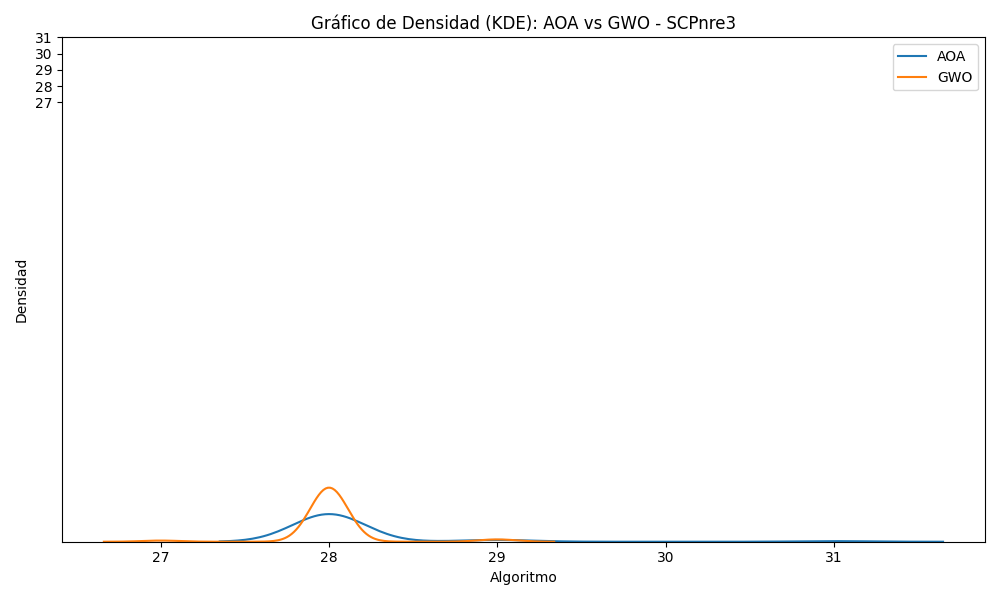 Gráfico de Densidad (KDE): AOA vs GWO - SCPnre3
31
30
29
28
27
AOA
GWO
Densidad
27 28 29 30 31
Algoritmo